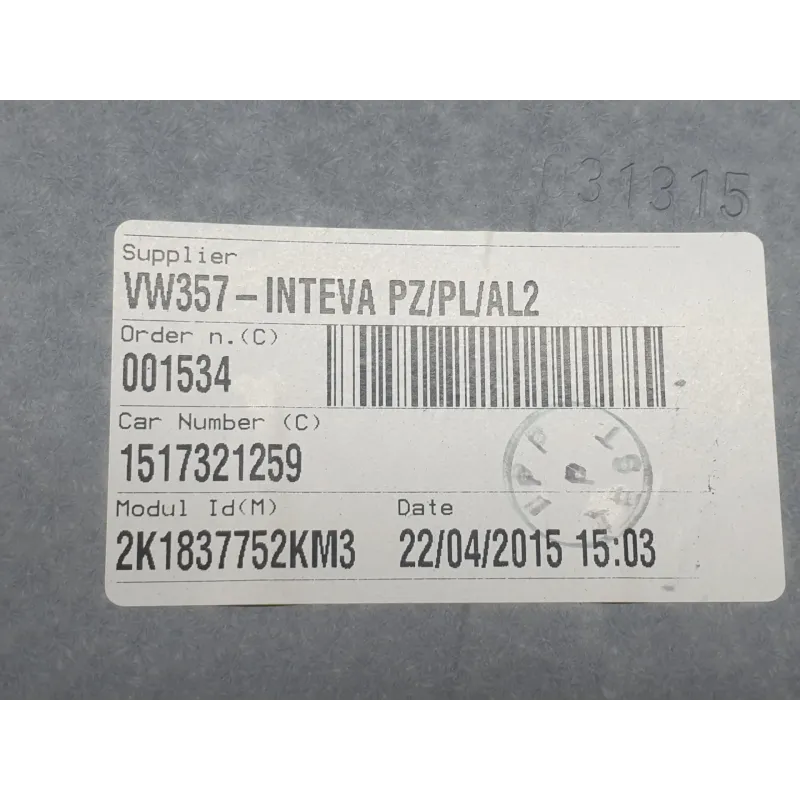 031315
Supplier
VW357-INTEVA PZ/PL/AL2
Order n.(C)
001534
Car Number (C)
1517321259
Modul Id(M) Date
2K1837752KM3 22/04/2015 15:03